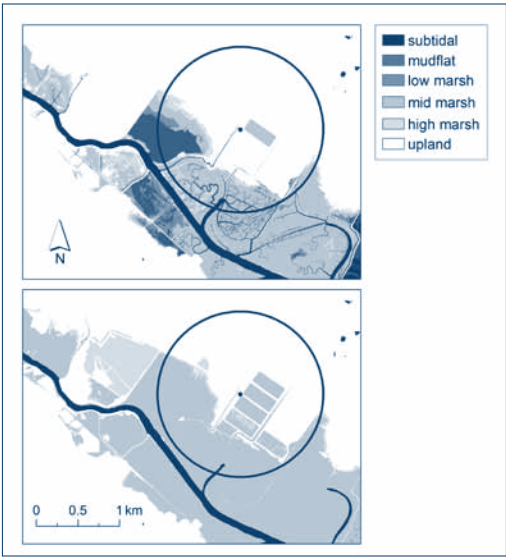 subtidal
mudflat
low marsh
mid marsh
high marsh
upland
N
0 0.5 1 km